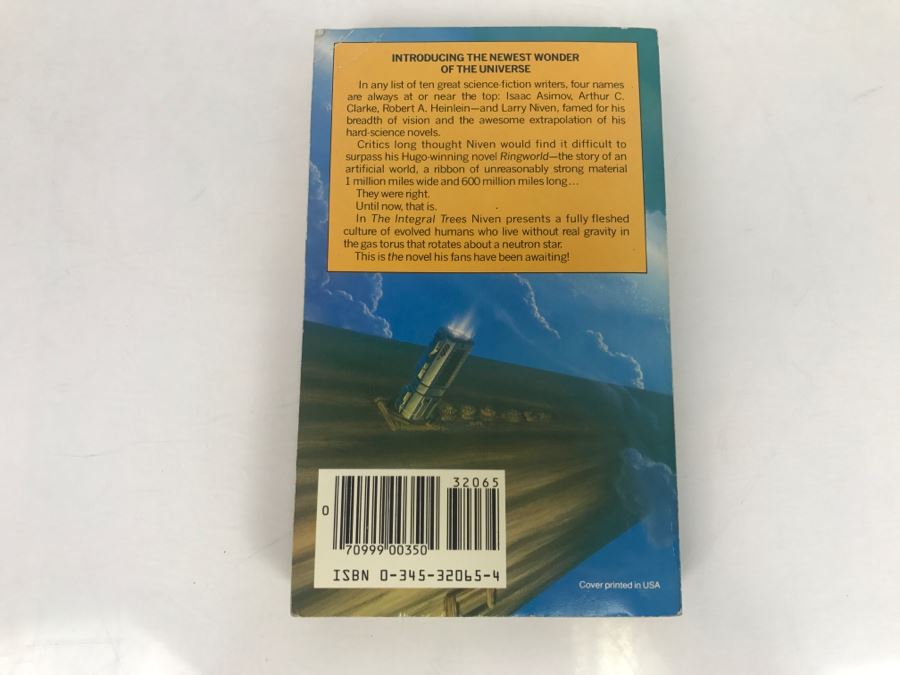 INTRODUCING THE NEWEST WONDER
OF THE UNIVERSE
In any list of ten great science-fiction writers, four names
are always at or near the top: Isaac Asimov, Arthur C.
Clarke, Robert A. Heinlein—and Larry Niven, famed for his
breadth of vision and the awesome extrapolation of his
hard-science novels.
Critics long thought Niven would find it difficult to
surpass his Hugo-winning novel Ringworld—the story of an
artificial world, a ribbon of unreasonably strong material
1 million miles wide and 600 million miles long...
They were right.
Until now, that is.
In The Integral Trees Niven presents a fully fleshed
culture of evolved humans who live without real gravity in
the gas torus that rotates about a neutron star.
This is the novel his fans have been awaiting!
32065
0
70999 00350
ISBN 0-345-32065-4
Cover printed in USA